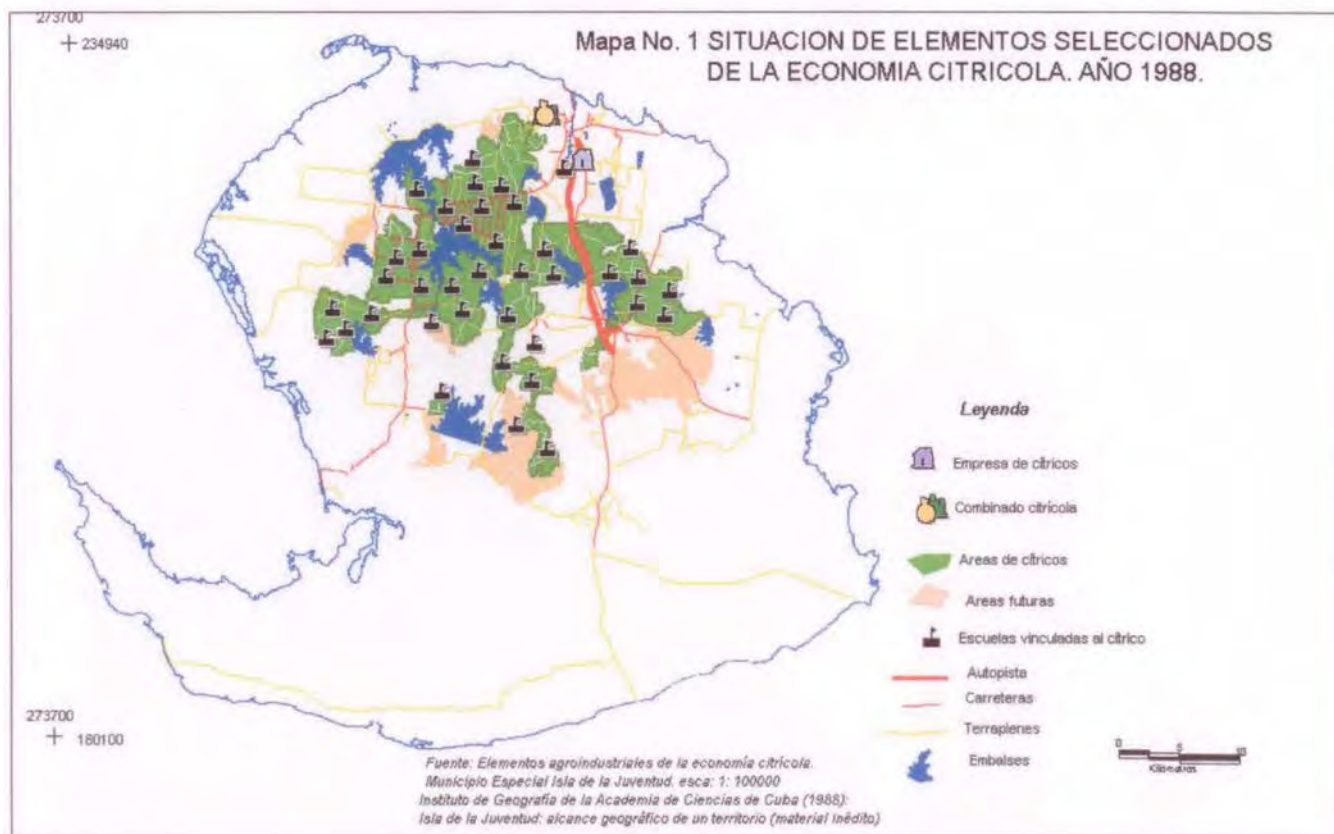 273700
234940
Mapa No. 1 SITUACION DE ELEMENTOS SELECCIONADOS
DE LA ECONOMIA CITRICOLA. AÑO 1988.
Leyenda
Empresa de cítricos
Combinado citrícola
Areas de cítricos
Areas futuras
Escuelas vinculadas al cítrico
Autopista
Carreteras
Terraplenes
Embalses
273700
180100
0 5 10
Kilometros
Fuente: Elementos agroindustriales de la economía citrícola.
Municipio Especial Isla de la Juventud. esca: 1: 100000
Instituto de Geografía de la Academia de Ciencias de Cuba (1988):
Isla de la Juventud: alcance geográfico de un territorio (material inédito)